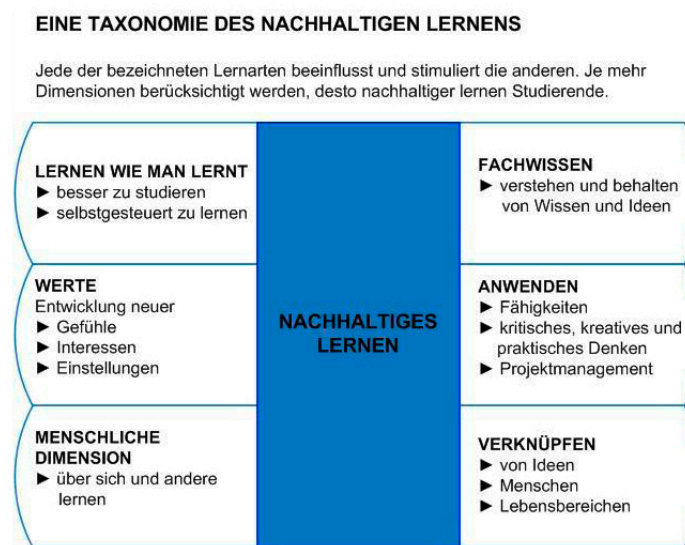 EINE TAXONOMIE DES NACHHALTIGEN LERNENS
Jede der bezeichneten Lernarten beeinflusst und stimuliert die anderen. Je mehr
Dimensionen berücksichtigt werden, desto nachhaltiger lernen Studierende.
LERNEN WIE MAN LERNT
► besser zu studieren
► selbstgesteuert zu lernen
WERTE
Entwicklung neuer
► Gefühle
► Interessen
► Einstellungen
MENSCHLICHE
DIMENSION
► über sich und andere
lernen
NACHHALTIGES
LERNEN
FACHWISSEN
► verstehen und behalten
von Wissen und Ideen
ANWENDEN
► Fähigkeiten
► kritisches, kreatives und
praktisches Denken
► Projektmanagement
VERKNÜPFEN
► von Ideen
► Menschen
► Lebensbereichen